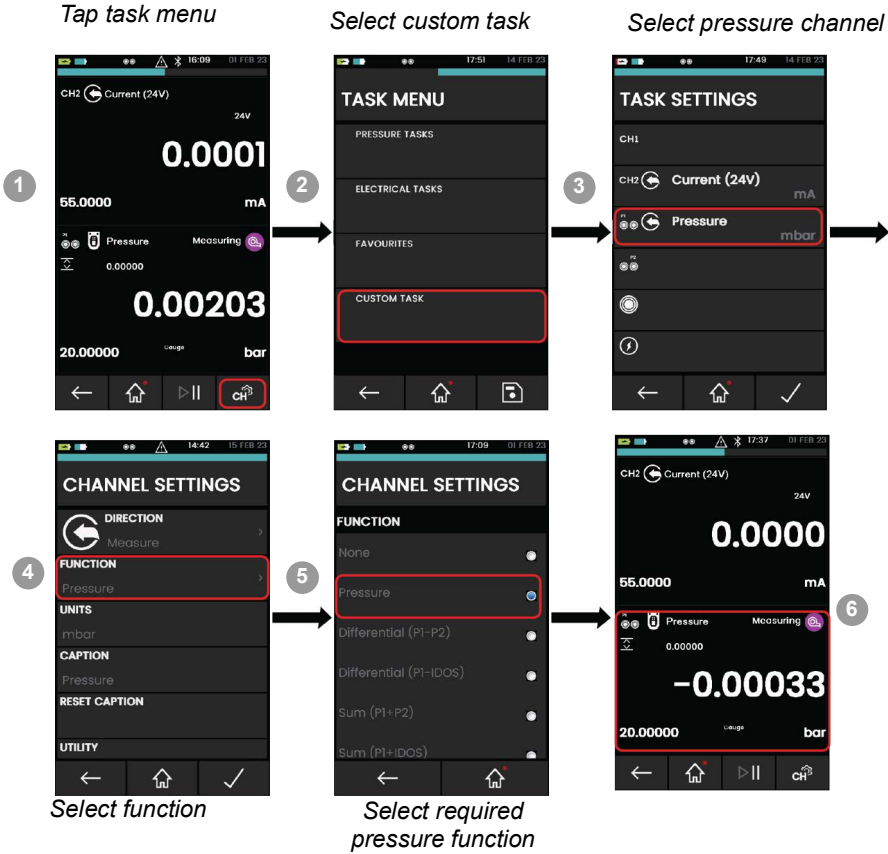 Tap task menu
Select custom task
Select pressure channel
1
16:09 01 FEB 23
CH2 Current (24V)
24V
0.0001
55.0000 mA
P1 Pressure Measuring
0.00000
0.00203
20.00000 Gauge bar
CH
2
17:51 14 FEB 23
TASK MENU
PRESSURE TASKS
ELECTRICAL TASKS
FAVOURITES
CUSTOM TASK
3
17:49 14 FEB 23
TASK SETTINGS
CH1
CH2 Current (24V)
mA
P1 Pressure
mbar
P2
4
14:42 15 FEB 23
CHANNEL SETTINGS
DIRECTION
Measure
FUNCTION
Pressure
UNITS
mbar
CAPTION
Pressure
RESET CAPTION
UTILITY
Select function
5
17:09 01 FEB 23
CHANNEL SETTINGS
FUNCTION
None
Pressure
Differential (P1-P2)
Differential (P1-IDOS)
Sum (P1+P2)
Sum (P1+IDOS)
Select required
pressure function
17:37 01 FEB 23
CH2 Current (24V)
24V
0.0000
55.0000 mA
6
P1 Pressure Measuring
0.00000
-0.00033
20.00000 Gauge bar
CH